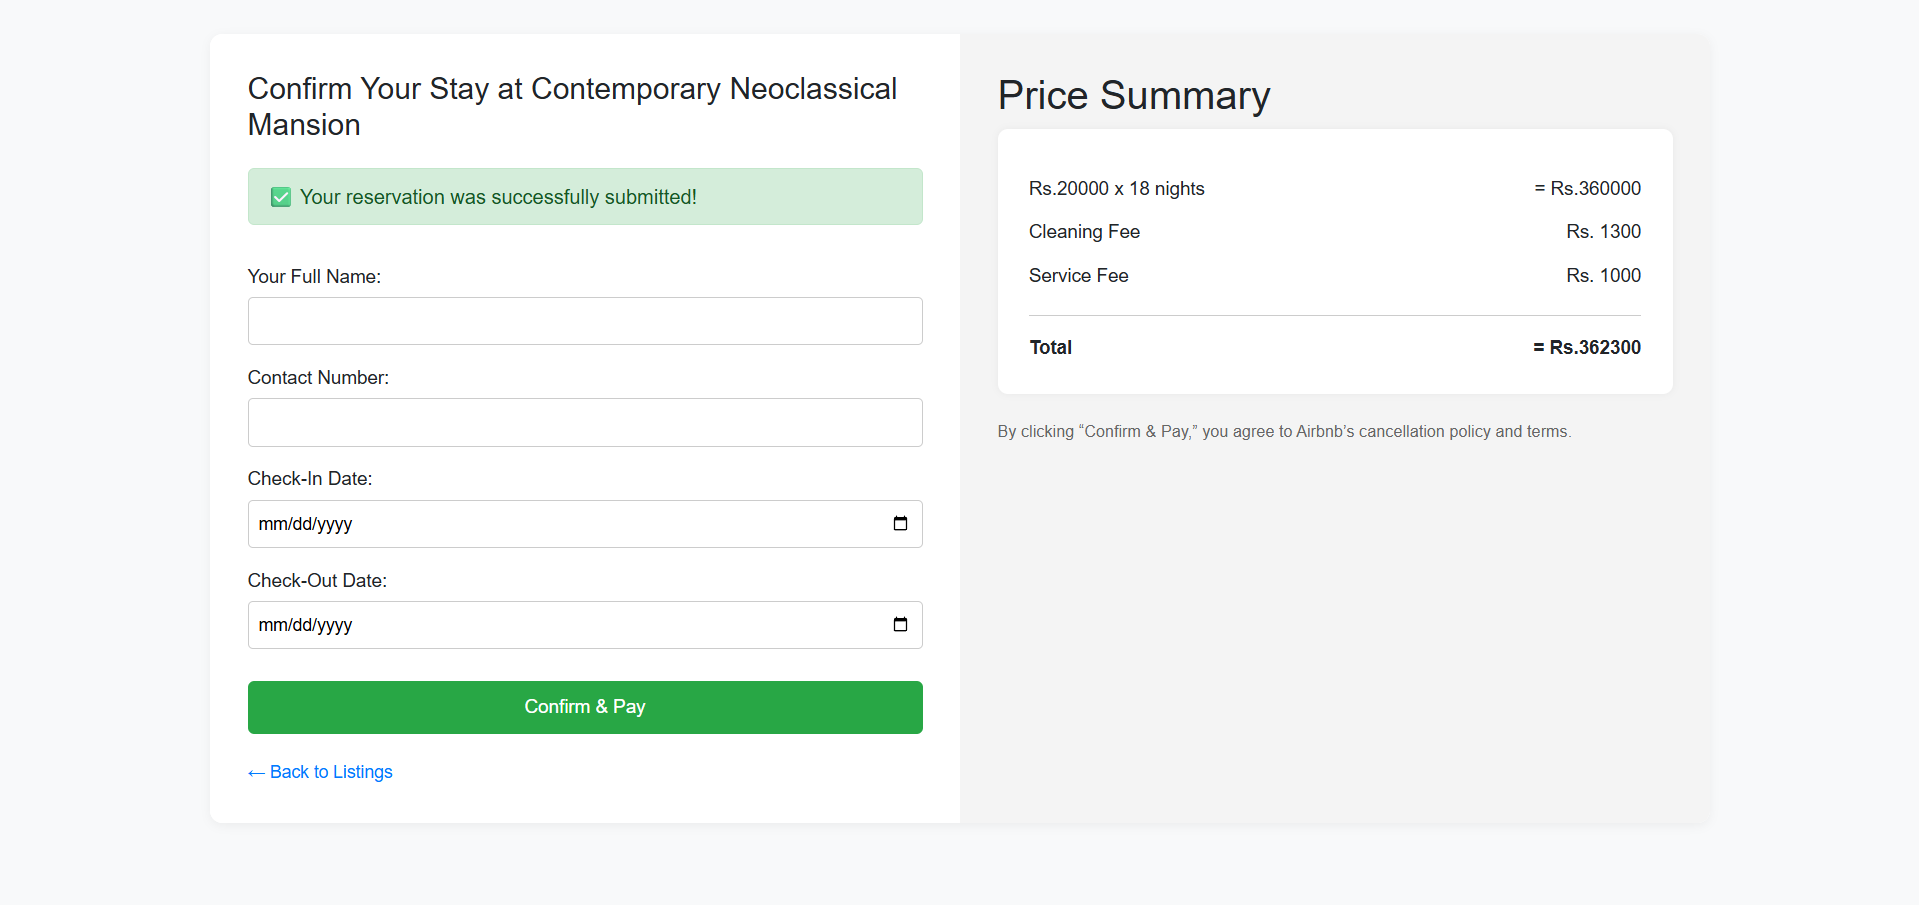 Confirm Your Stay at Contemporary Neoclassical
Mansion
✅ Your reservation was successfully submitted!
Your Full Name:
Contact Number:
Check-In Date:
mm/dd/yyyy
Check-Out Date:
mm/dd/yyyy
Confirm & Pay
← Back to Listings
Price Summary
Rs.20000 x 18 nights = Rs.360000
Cleaning Fee Rs. 1300
Service Fee Rs. 1000
Total = Rs.362300
By clicking “Confirm & Pay,” you agree to Airbnb’s cancellation policy and terms.